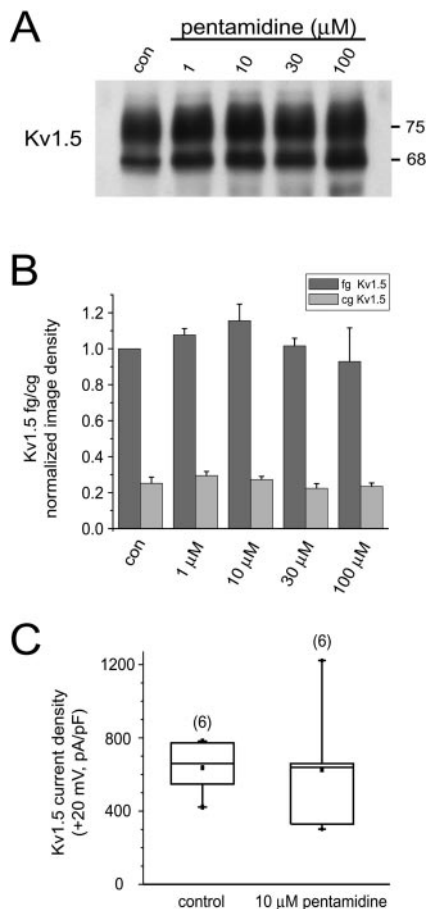 A
pentamidine (µM)
con 1 10 30 100
Kv1.5
75
68
B
fg Kv1.5
cg Kv1.5
Kv1.5 fg/cg
normalized image density
1.2
1.0
0.8
0.6
0.4
0.2
0.0
con 1 µM 10 µM 30 µM 100 µM
C
Kv1.5 current density
(+20 mV, pA/pF)
1200
800
400
0
(6)
(6)
control 10 µM pentamidine